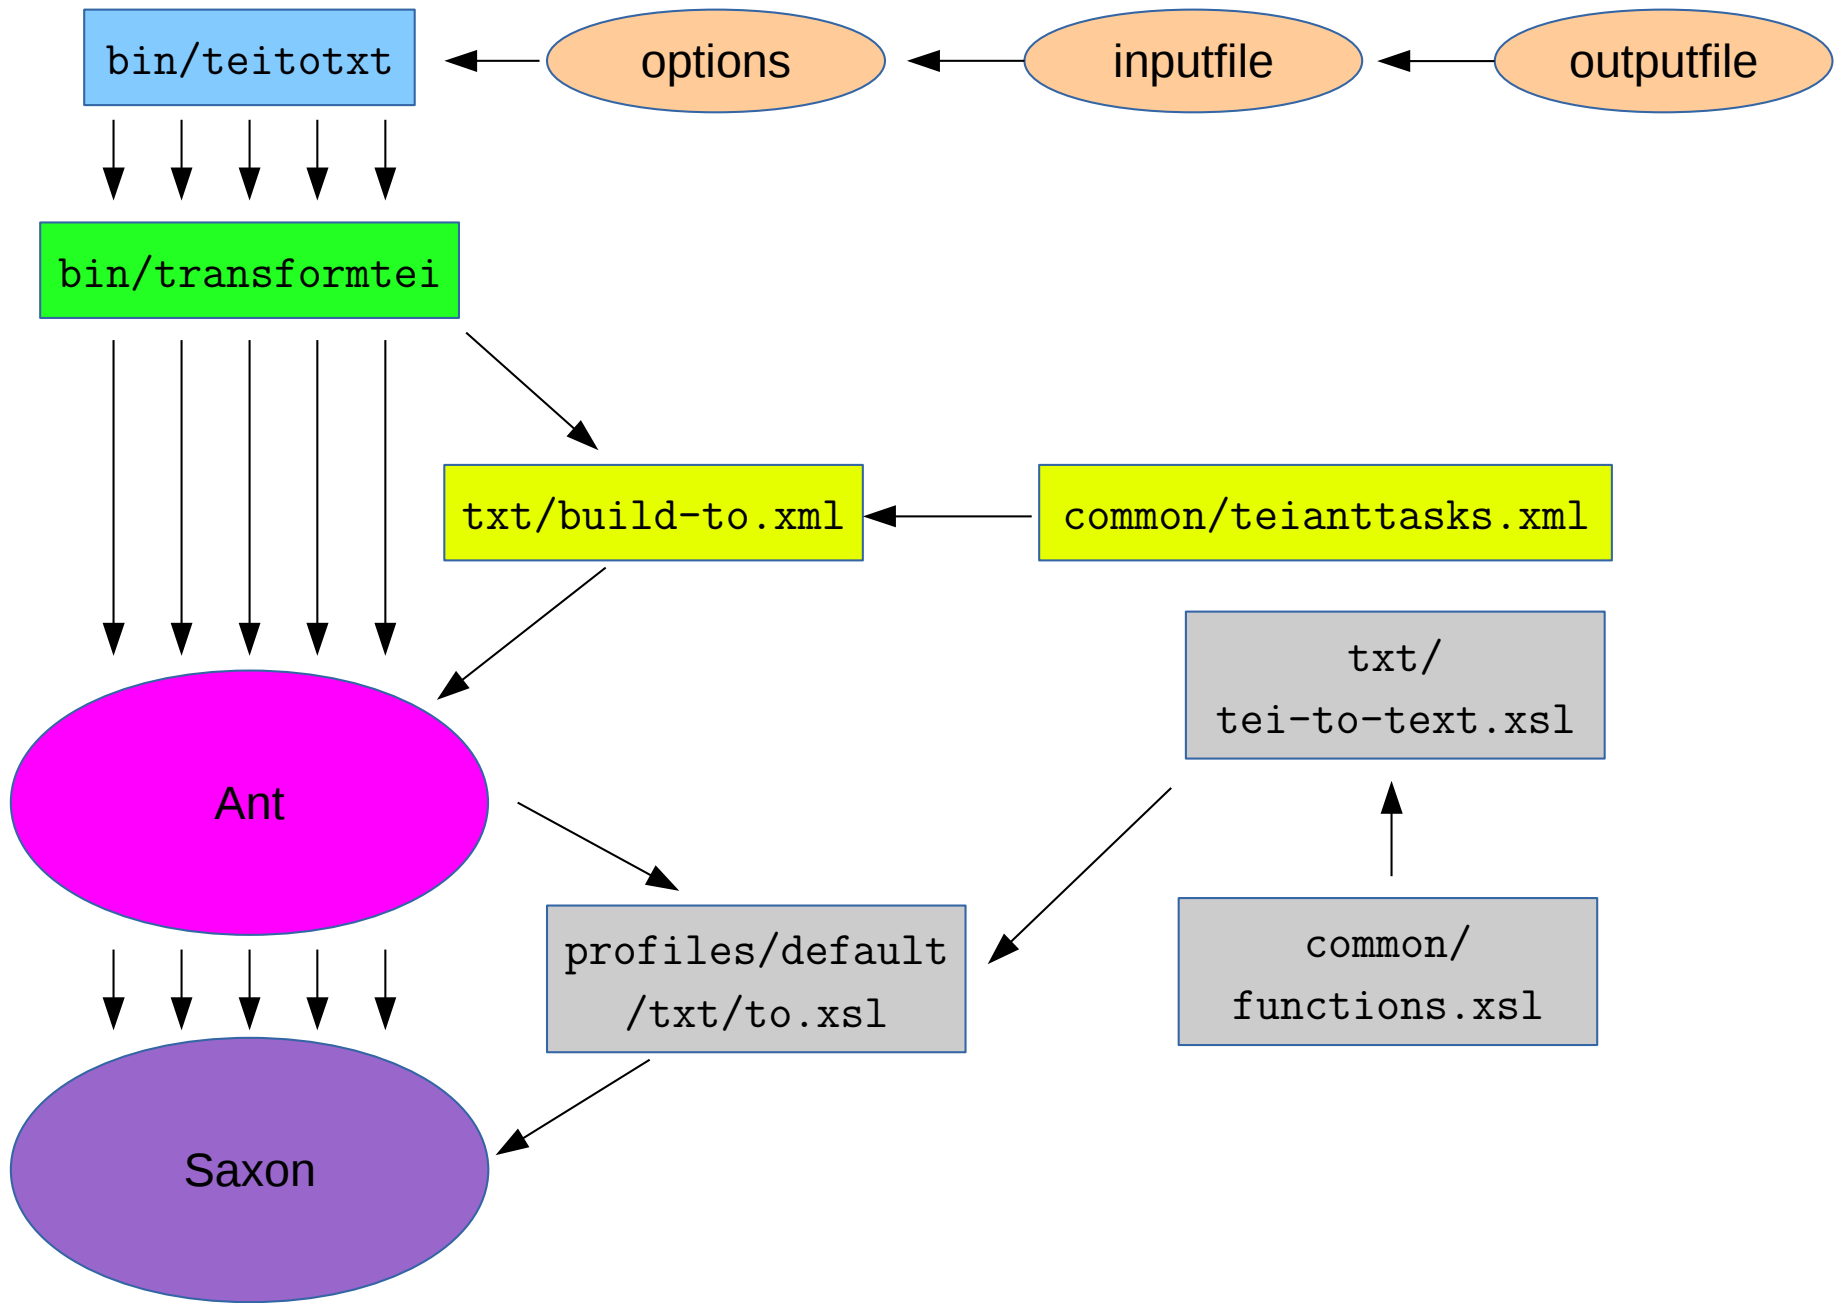 bin/teitotxt
options
inputfile
outputfile
bin/transformtei
txt/build-to.xml
common/teianttasks.xml
txt/
tei-to-text.xsl
Ant
profiles/default
/txt/to.xsl
common/
functions.xsl
Saxon